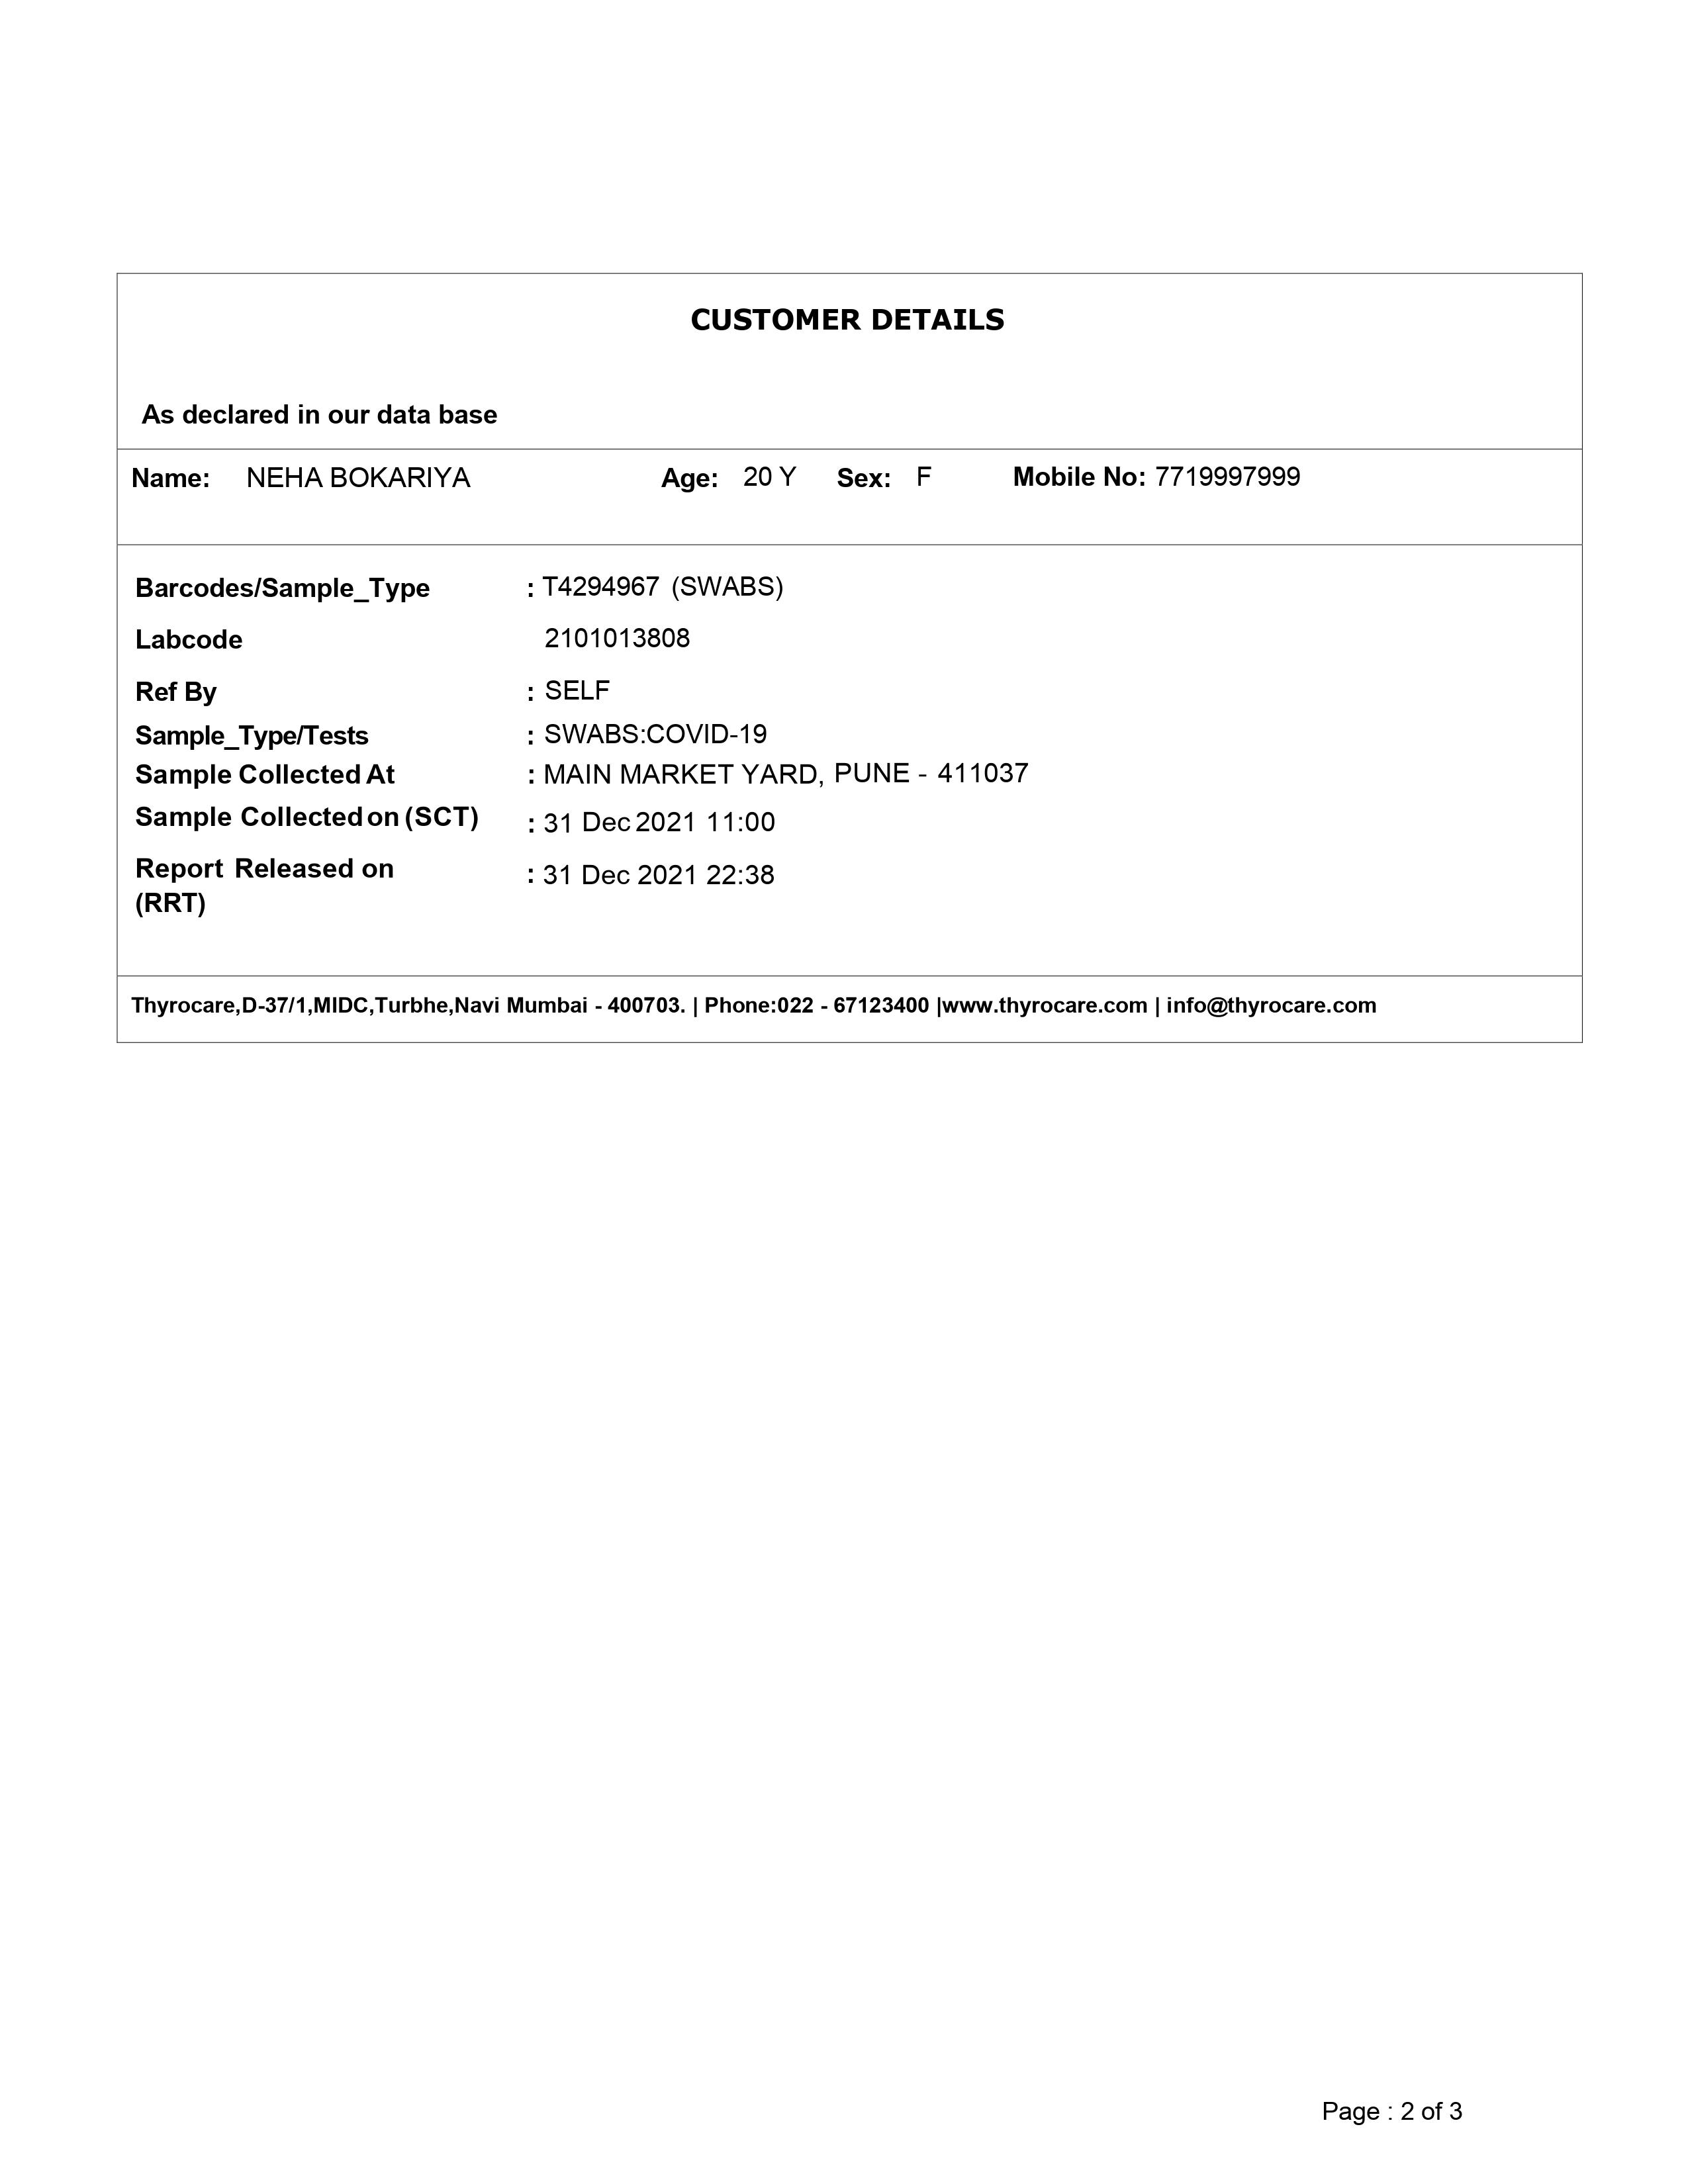 CUSTOMER DETAILS
As declared in our data base
Name: NEHA BOKARIYA Age: 20 Y Sex: F Mobile No: 7719997999
Barcodes/Sample_Type : T4294967 (SWABS)
Labcode 2101013808
Ref By : SELF
Sample_Type/Tests : SWABS:COVID-19
Sample Collected At : MAIN MARKET YARD, PUNE - 411037
Sample Collected on (SCT) : 31 Dec 2021 11:00
Report Released on : 31 Dec 2021 22:38
(RRT)
Thyrocare,D-37/1,MIDC,Turbhe,Navi Mumbai - 400703. | Phone:022 - 67123400 |www.thyrocare.com | info@thyrocare.com
Page : 2 of 3